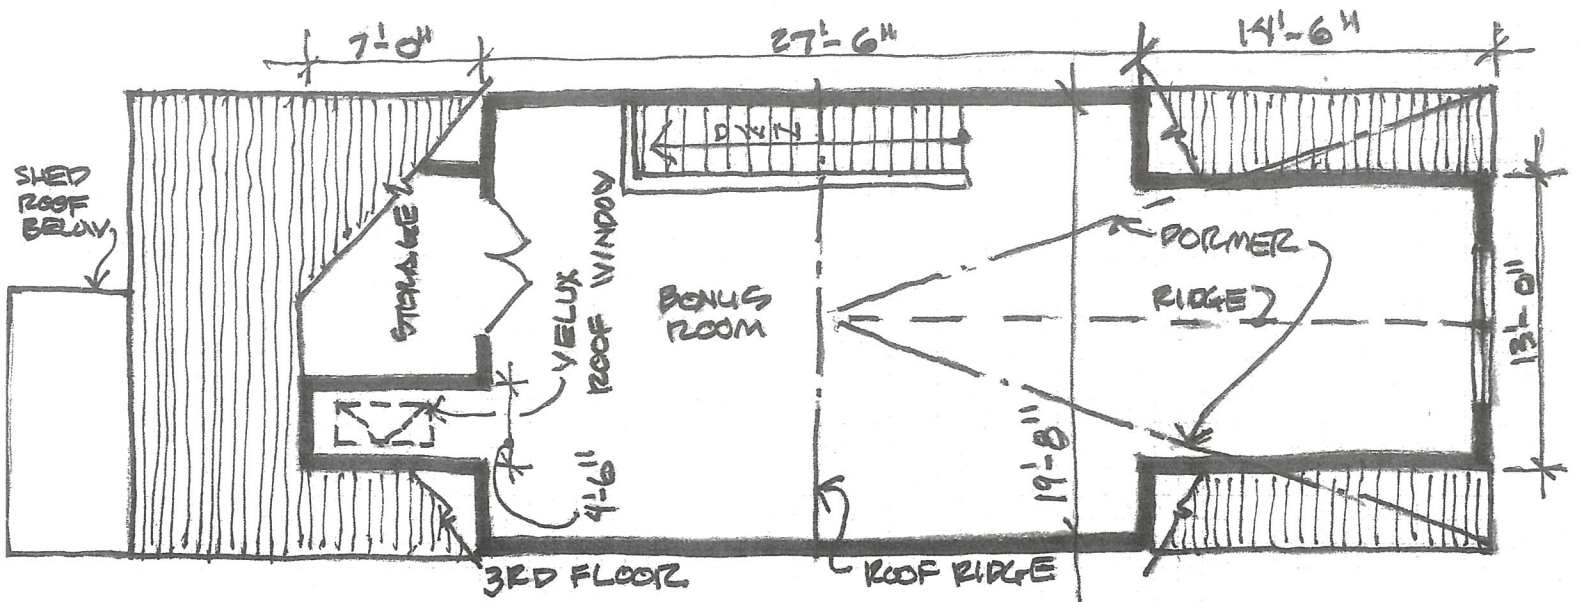 7'-0"
27'-6"
14'-6"
DWN
SHED
ROOF
BELOW
STORAGE
VELUX
ROOF WINDOW
BONUS
ROOM
DORMER
RIDGE
13'-0"
19'-8"
4'-6"
3RD FLOOR
ROOF RIDGE